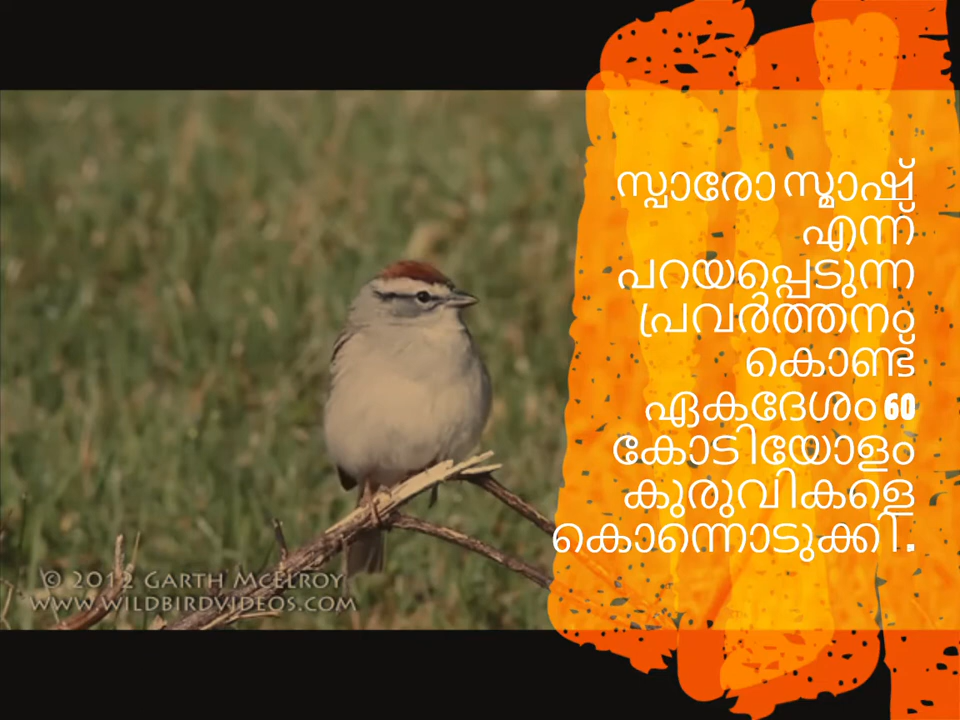 സ്പാരോ സ്മാഷ്
എന്ന്
പറയപ്പെടുന്ന
പ്രവർത്തനം
കൊണ്ട്
ഏകദേശം 60
കോടിയോളം
കുരുവികളെ
കൊന്നൊടുക്കി.
© 2012 GARTH MCELROY
WWW.WILDBIRDVIDEOS.COM